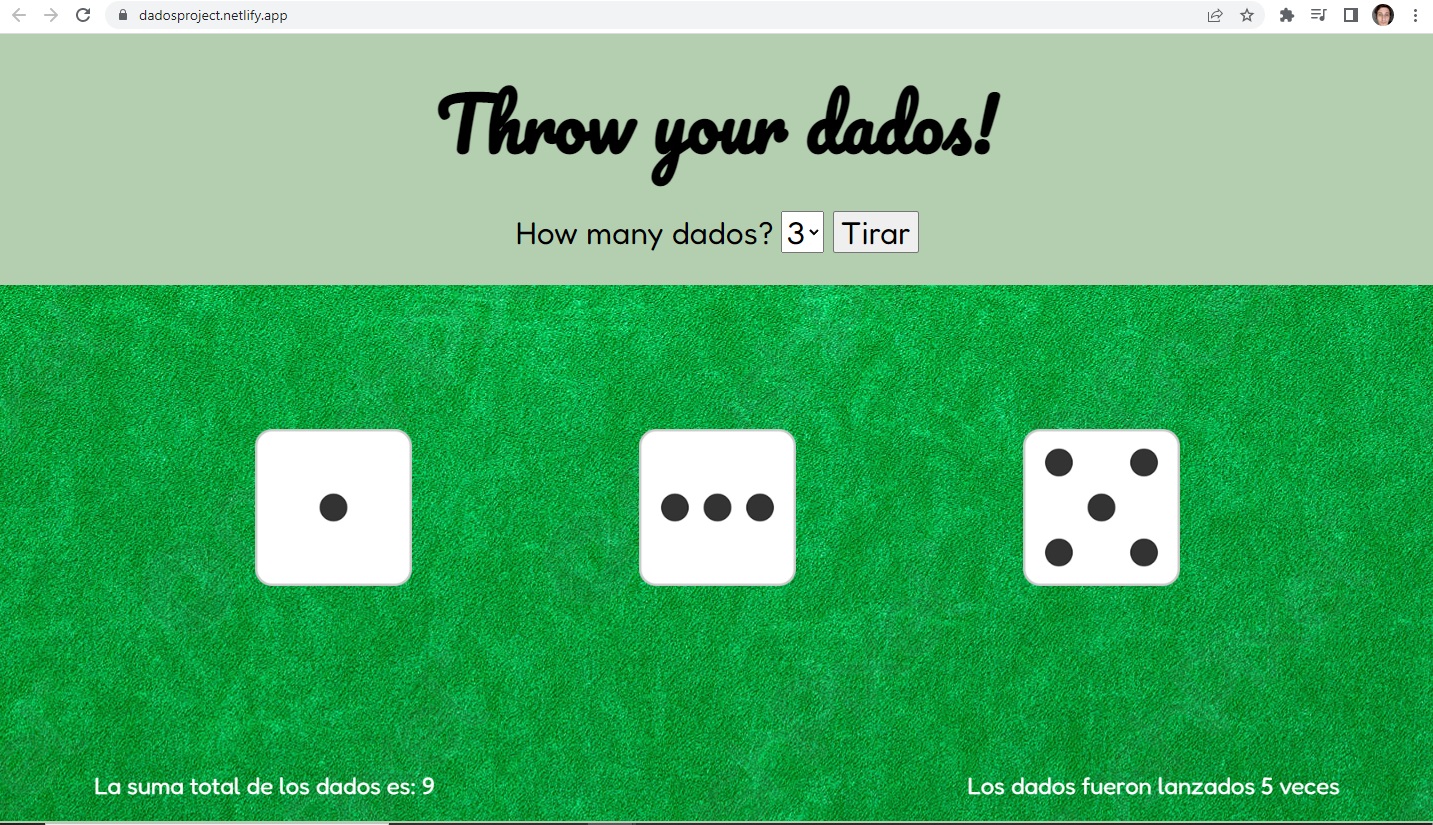 dadosproject.netlify.app
Throw your dados!
How many dados? 3 Tirar
La suma total de los dados es: 9
Los dados fueron lanzados 5 veces